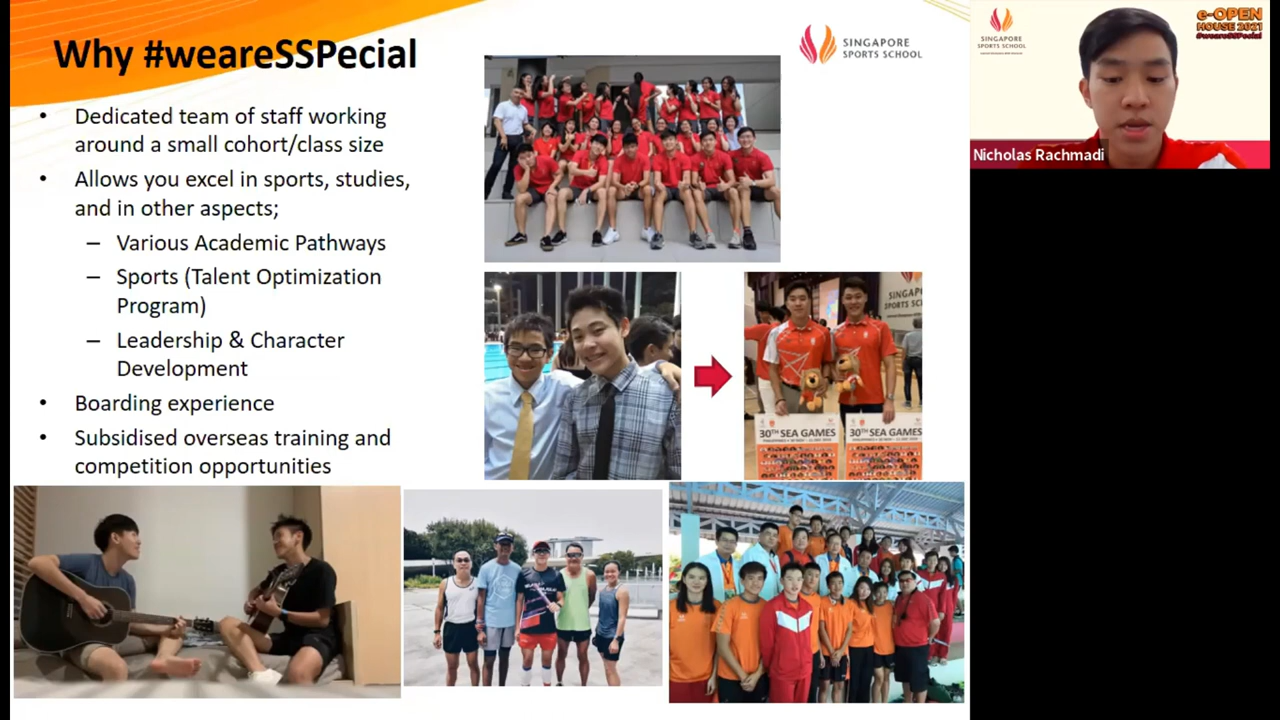 Why #weareSSPecial
• Dedicated team of staff working
around a small cohort/class size
• Allows you excel in sports, studies,
and in other aspects;
– Various Academic Pathways
– Sports (Talent Optimization
Program)
– Leadership & Character
Development
• Boarding experience
• Subsidised overseas training and
competition opportunities
SINGAPORE
SPORTS SCHOOL
SINGAPO
SPORTS SCHOOL
30TH SEA GAMES
30TH SEA GAMES
SINGAPORE
SPORTS SCHOOL
e-OPEN
HOUSE 2021
#weareSSPecial
Nicholas Rachmadi